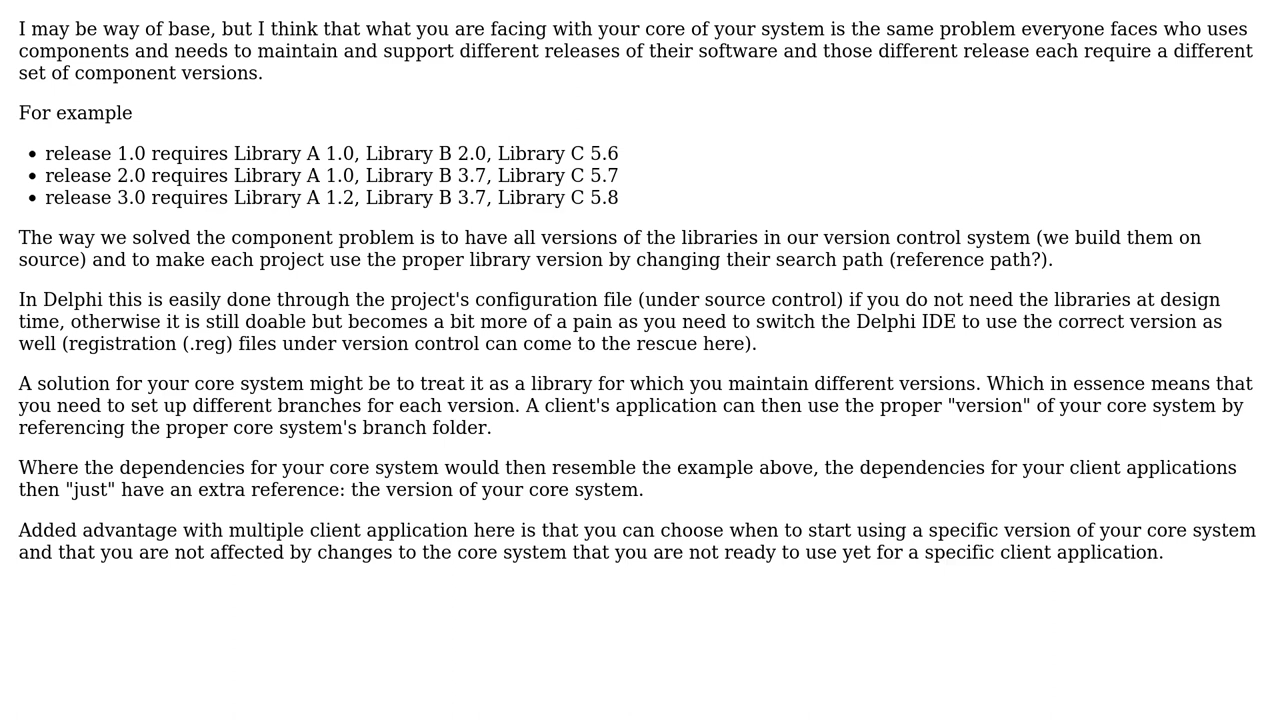 I may be way of base, but I think that what you are facing with your core of your system is the same problem everyone faces who uses
components and needs to maintain and support different releases of their software and those different release each require a different
set of component versions.
For example
• release 1.0 requires Library A 1.0, Library B 2.0, Library C 5.6
• release 2.0 requires Library A 1.0, Library B 3.7, Library C 5.7
• release 3.0 requires Library A 1.2, Library B 3.7, Library C 5.8
The way we solved the component problem is to have all versions of the libraries in our version control system (we build them on
source) and to make each project use the proper library version by changing their search path (reference path?).
In Delphi this is easily done through the project's configuration file (under source control) if you do not need the libraries at design
time, otherwise it is still doable but becomes a bit more of a pain as you need to switch the Delphi IDE to use the correct version as
well (registration (.reg) files under version control can come to the rescue here).
A solution for your core system might be to treat it as a library for which you maintain different versions. Which in essence means that
you need to set up different branches for each version. A client's application can then use the proper "version" of your core system by
referencing the proper core system's branch folder.
Where the dependencies for your core system would then resemble the example above, the dependencies for your client applications
then "just" have an extra reference: the version of your core system.
Added advantage with multiple client application here is that you can choose when to start using a specific version of your core system
and that you are not affected by changes to the core system that you are not ready to use yet for a specific client application.